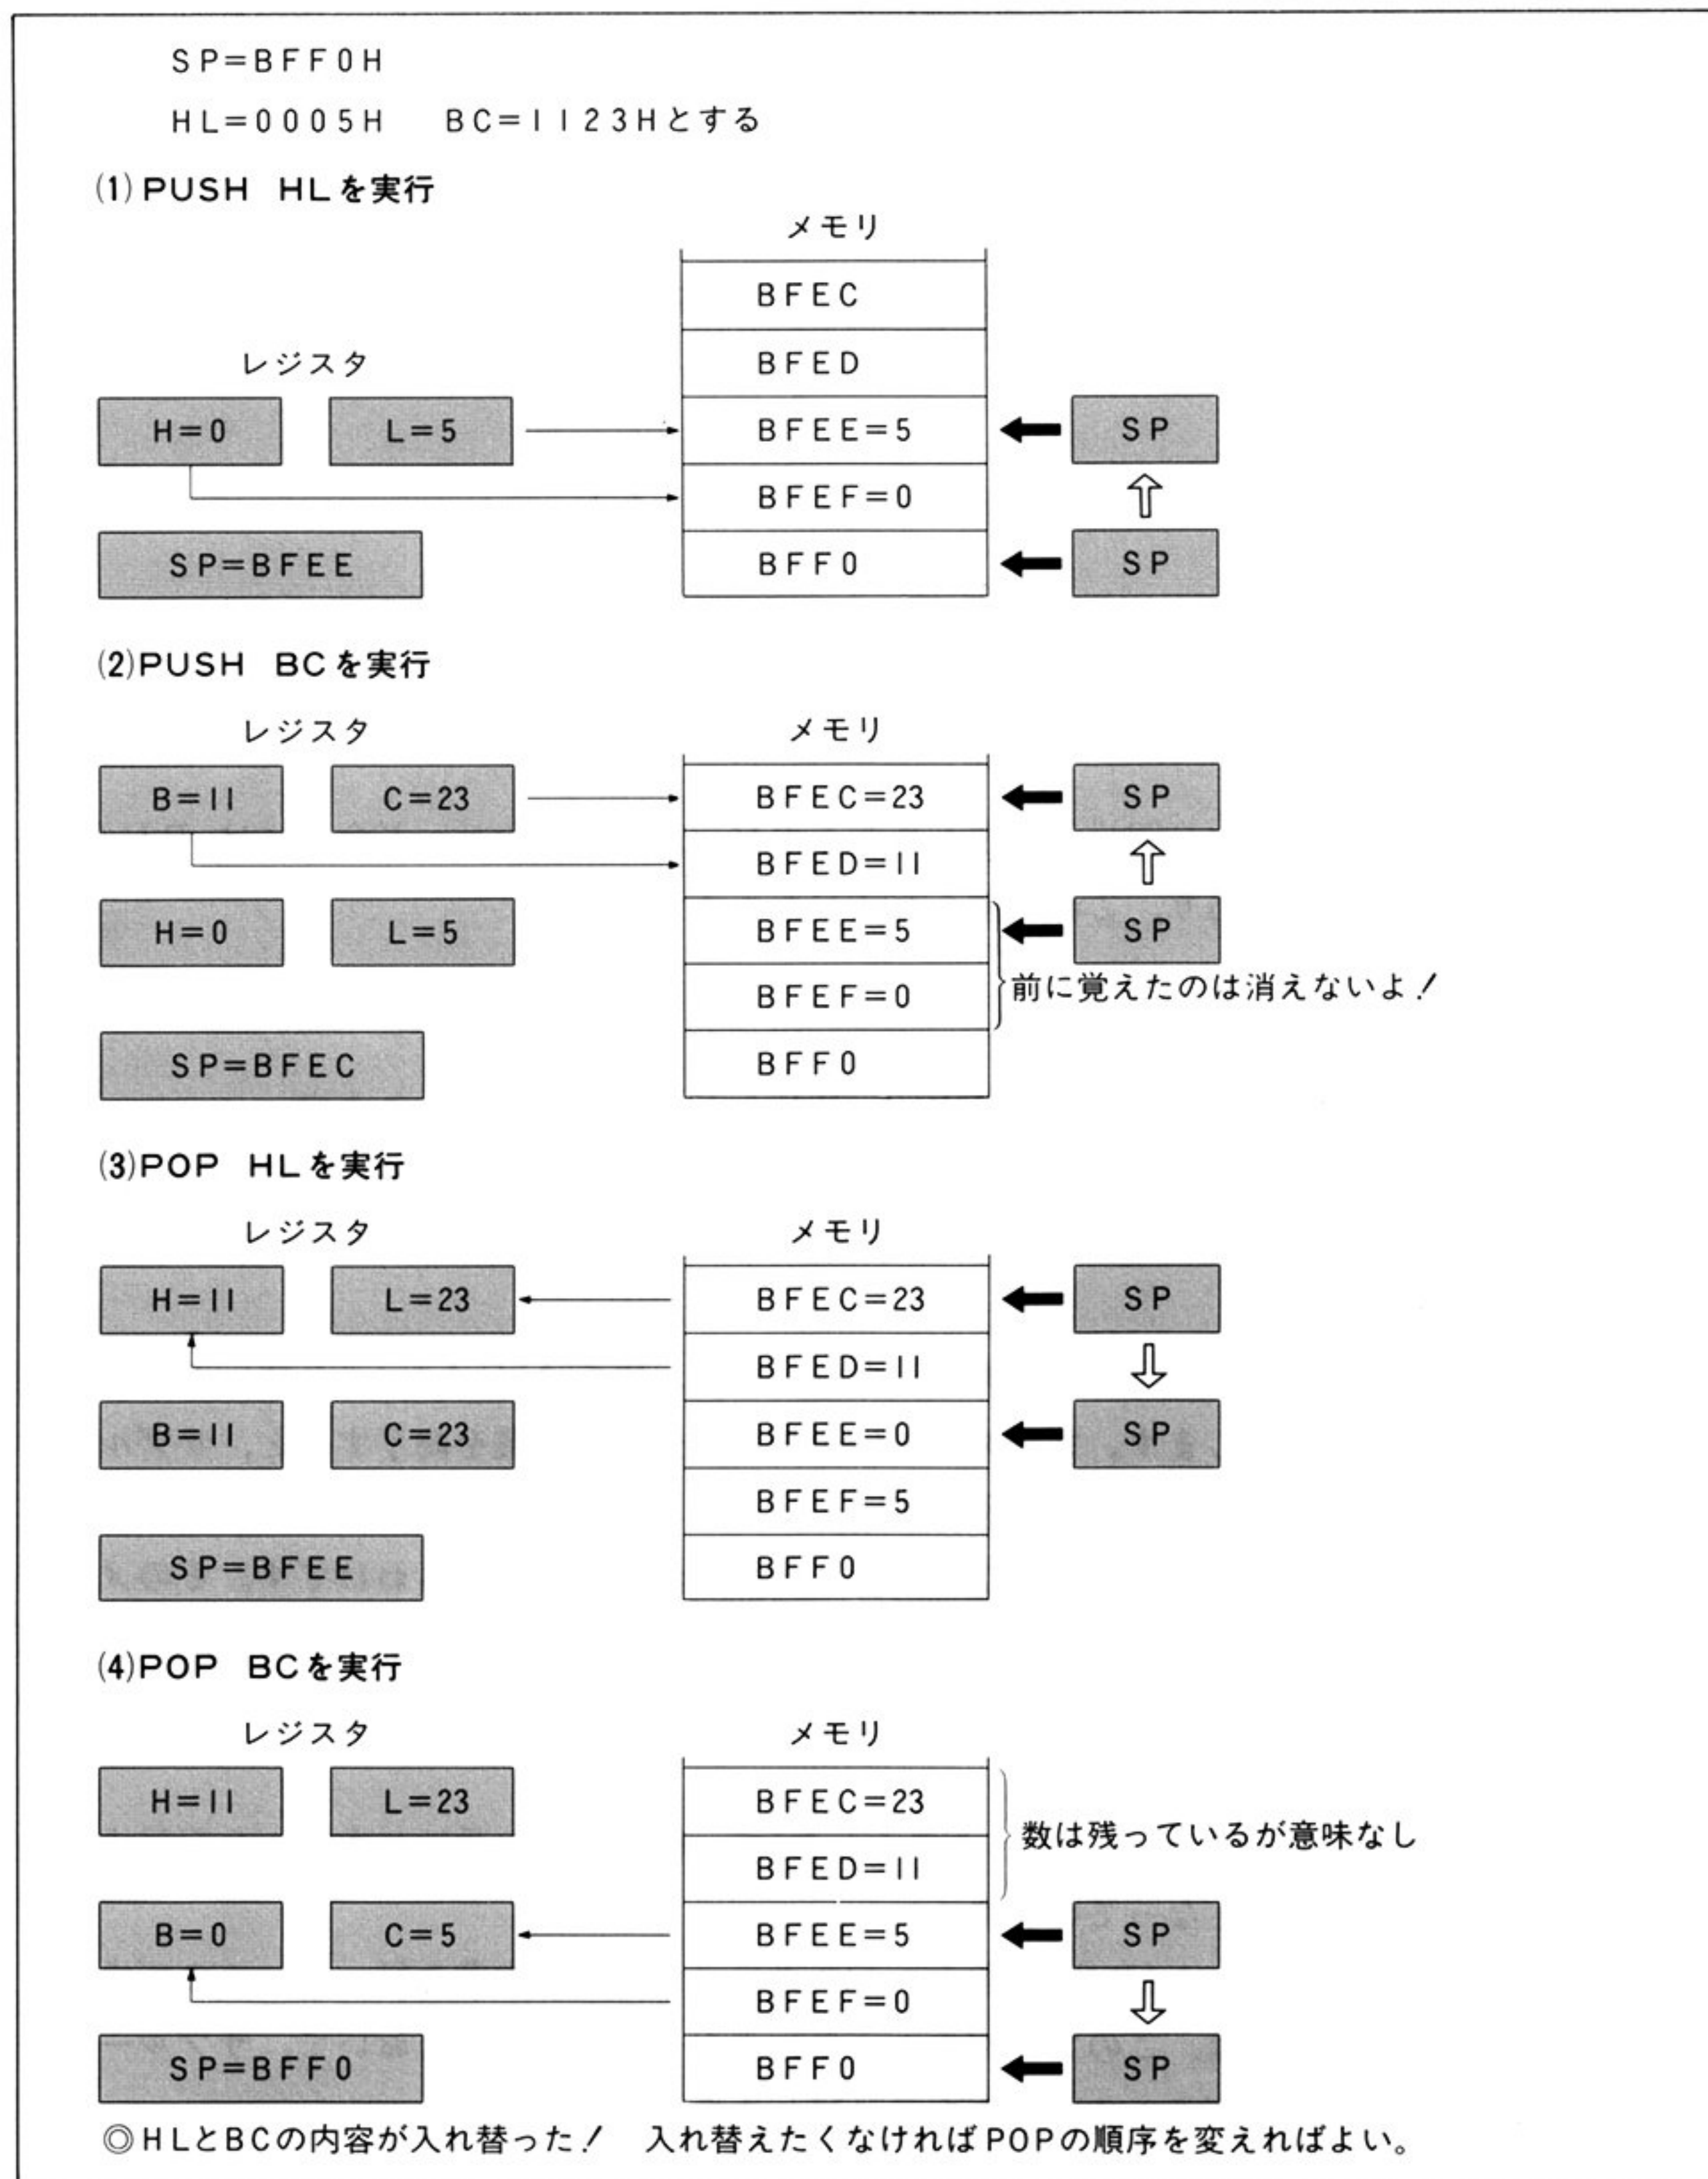 SP=BFF0H
HL=0005H BC=1123Hとする
(1)PUSH HLを実行
メモリ
BFEC
レジスタ
BFED
H=0 L=5 BFEE=5 SP
BFEF=0
SP=BFEE BFF0 SP
(2)PUSH BCを実行
レジスタ メモリ
B=11 C=23 BFEC=23 SP
BFED=11
H=0 L=5 BFEE=5 SP
BFEF=0 前に覚えたのは消えないよ!
SP=BFEC BFF0
(3)POP HLを実行
レジスタ メモリ
H=11 L=23 BFEC=23 SP
BFED=11
B=11 C=23 BFEE=0 SP
BFEF=5
SP=BFEE BFF0
(4)POP BCを実行
レジスタ メモリ
H=11 L=23 BFEC=23
数は残っているが意味なし
BFED=11
B=0 C=5 BFEE=5 SP
BFEF=0
SP=BFF0 BFF0 SP
◎HLとBCの内容が入れ替った! 入れ替えたくなければPOPの順序を変えればよい。